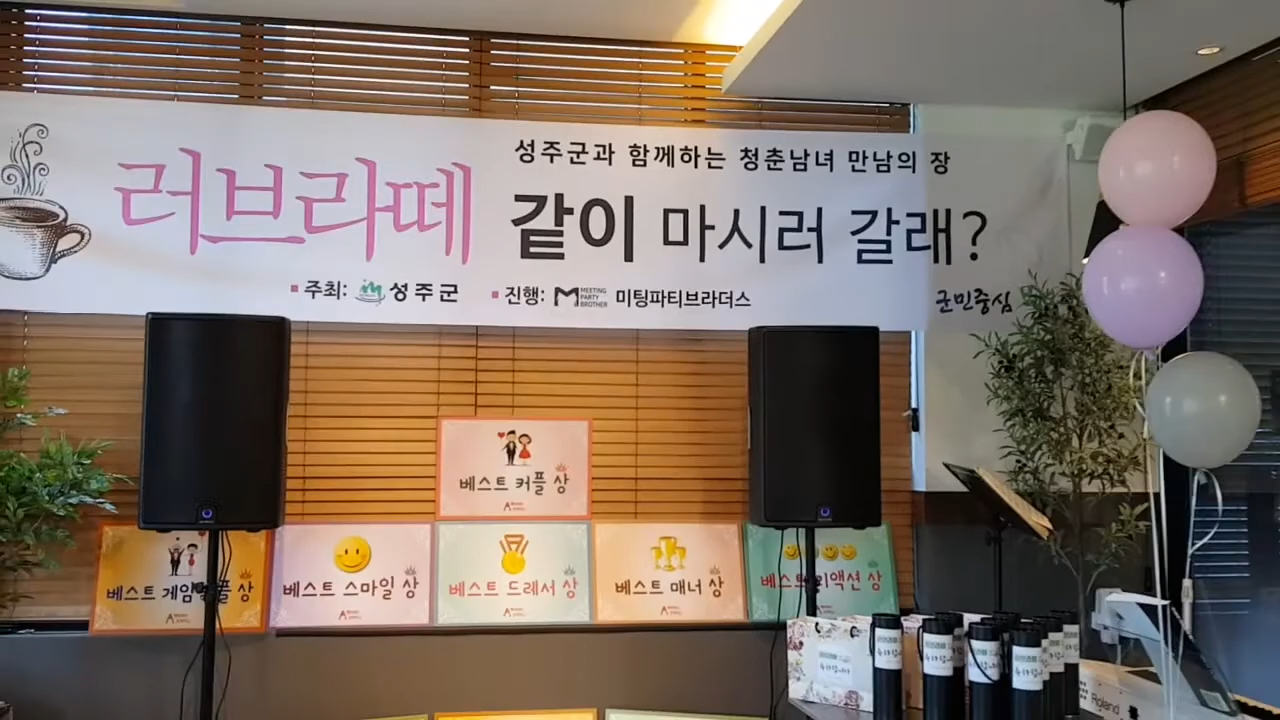 성주군과 함께하는 청춘남녀 만남의 장
러브라떼 같이 마시러 갈래?
주최: 성주군 진행: MEETING PARTY BROTHER 미팅파티브라더스
군민중심
베스트 커플 상
베스트 게임커플 상
베스트 스마일 상
베스트 드레서 상
베스트 매너 상
베스트 리액션 상
Roland